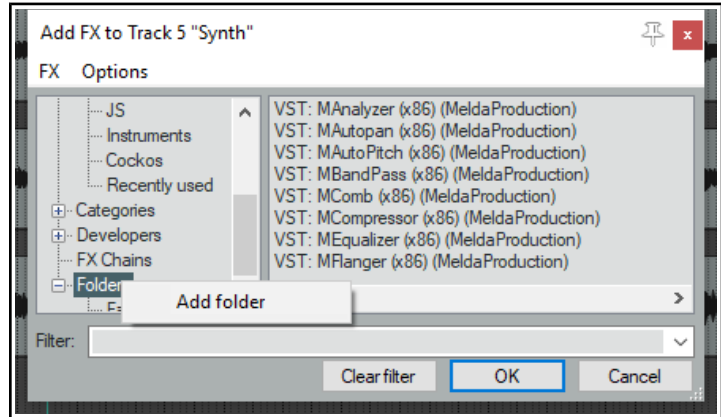 Add FX to Track 5 "Synth"
x
FX Options
JS
Instruments
Cockos
Recently used
Categories
Developers
FX Chains
Folder
Add folder
VST: MAnalyzer (x86) (MeldaProduction)
VST: MAutopan (x86) (MeldaProduction)
VST: MAutoPitch (x86) (MeldaProduction)
VST: MBandPass (x86) (MeldaProduction)
VST: MComb (x86) (MeldaProduction)
VST: MCompressor (x86) (MeldaProduction)
VST: MEqualizer (x86) (MeldaProduction)
VST: MFlanger (x86) (MeldaProduction)
Filter:
Clear filter OK Cancel